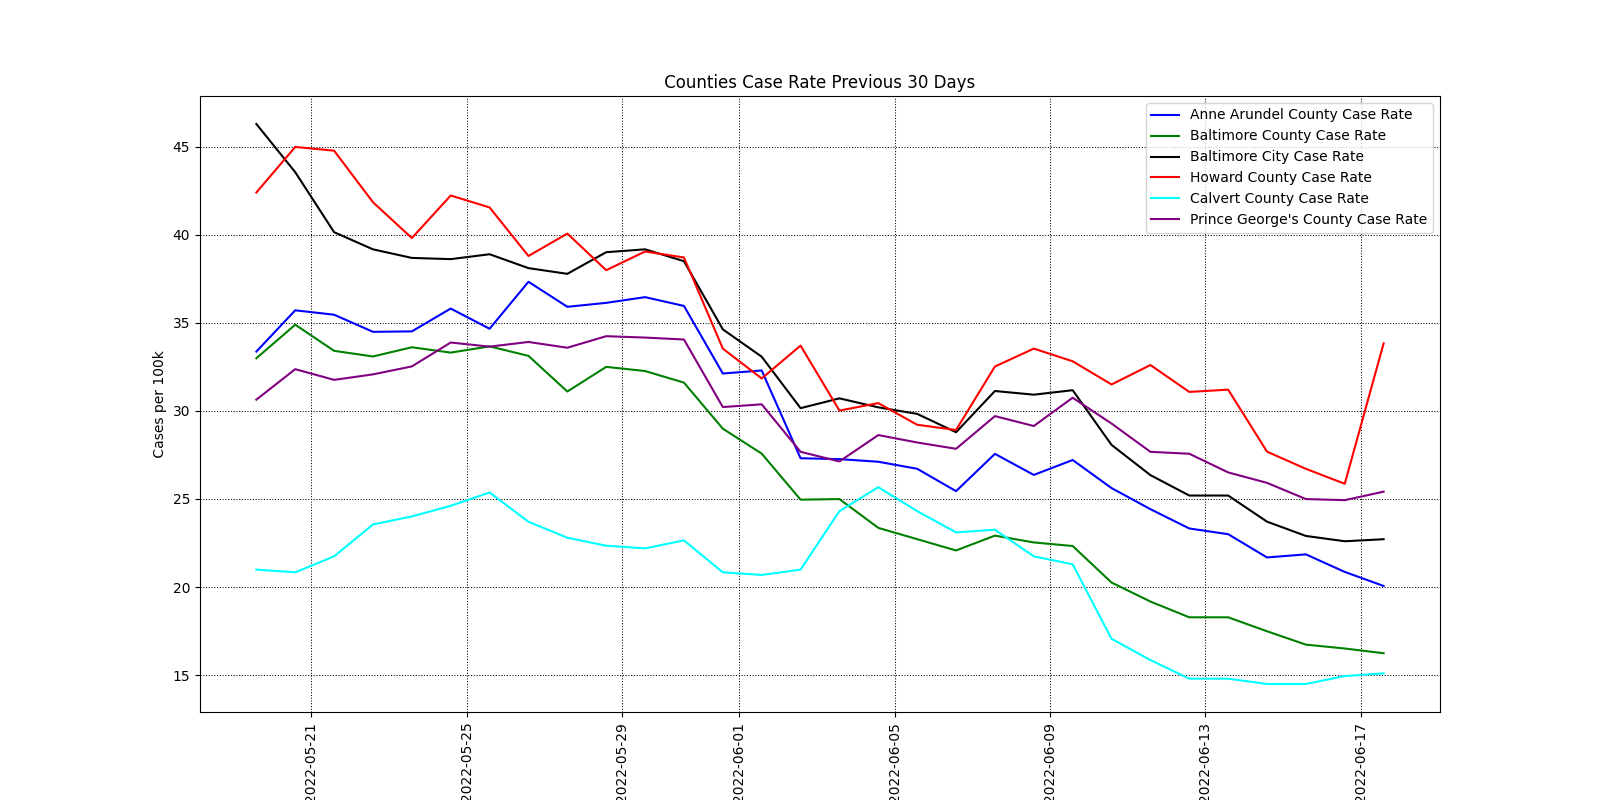 Counties Case Rate Previous 30 Days
Anne Arundel County Case Rate
Baltimore County Case Rate
Baltimore City Case Rate
Howard County Case Rate
Calvert County Case Rate
Prince George's County Case Rate
Cases per 100k
45
40
35
30
25
20
15
2022-05-21
2022-05-25
2022-05-29
2022-06-01
2022-06-05
2022-06-09
2022-06-13
2022-06-17